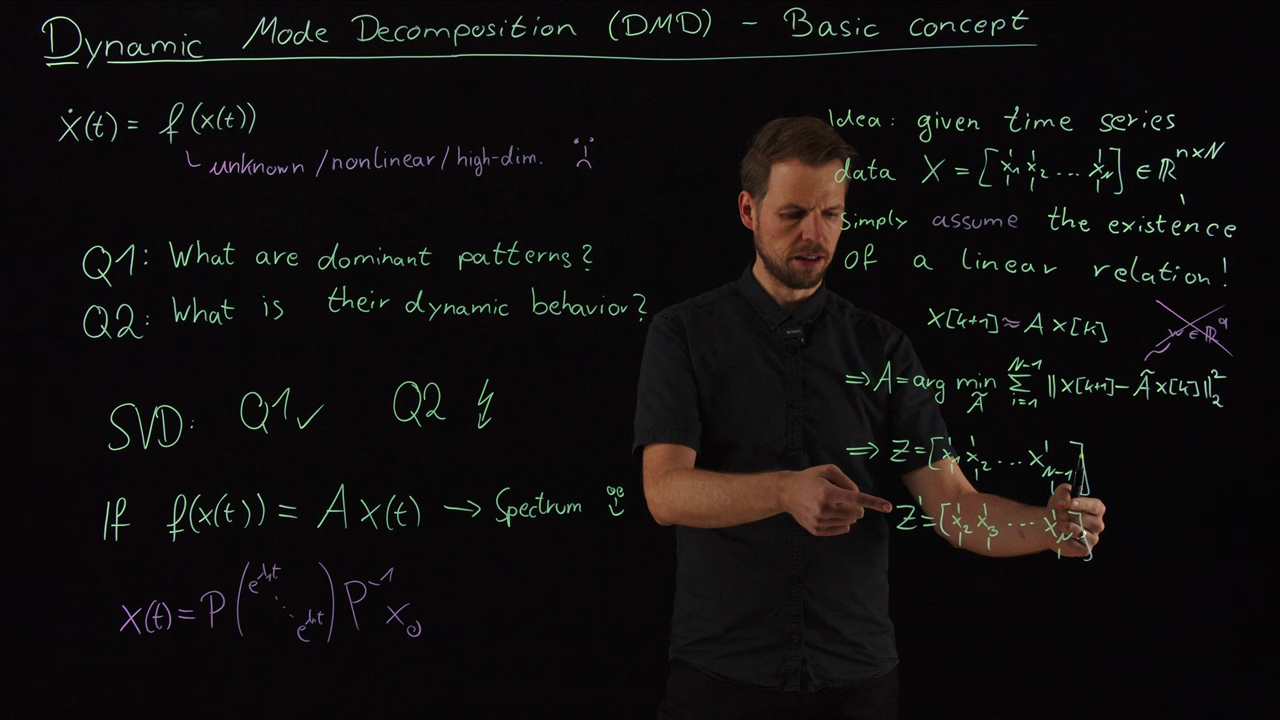 Dynamic Mode Decomposition (DMD) - Basic concept
ẋ(t) = f(x(t))
unknown/nonlinear/high-dim.
Q1: What are dominant patterns?
Q2: What is their dynamic behavior?
SVD: Q1 ✓ Q2 ↯
If f(x(t)) = A x(t) → Spectrum
x(t) = P (e^λ₁t ⋱ e^λₙt) P⁻¹ x₀
Idea: given time series
data X = [x₁ x₂ ... x_N] ∈ ℝ^n×N
simply assume the existence
of a linear relation!
x[k+1] ≈ A x[k]
w ∈ ℝ^q
⇒ A = arg min_Ã Σ_{i=1}^{N-1} ‖x[k+1] - Ã x[k]‖₂²
⇒ Z = [x₁ x₂ ... x_N-1]
Z' = [x₂ x₃ ... x_N]